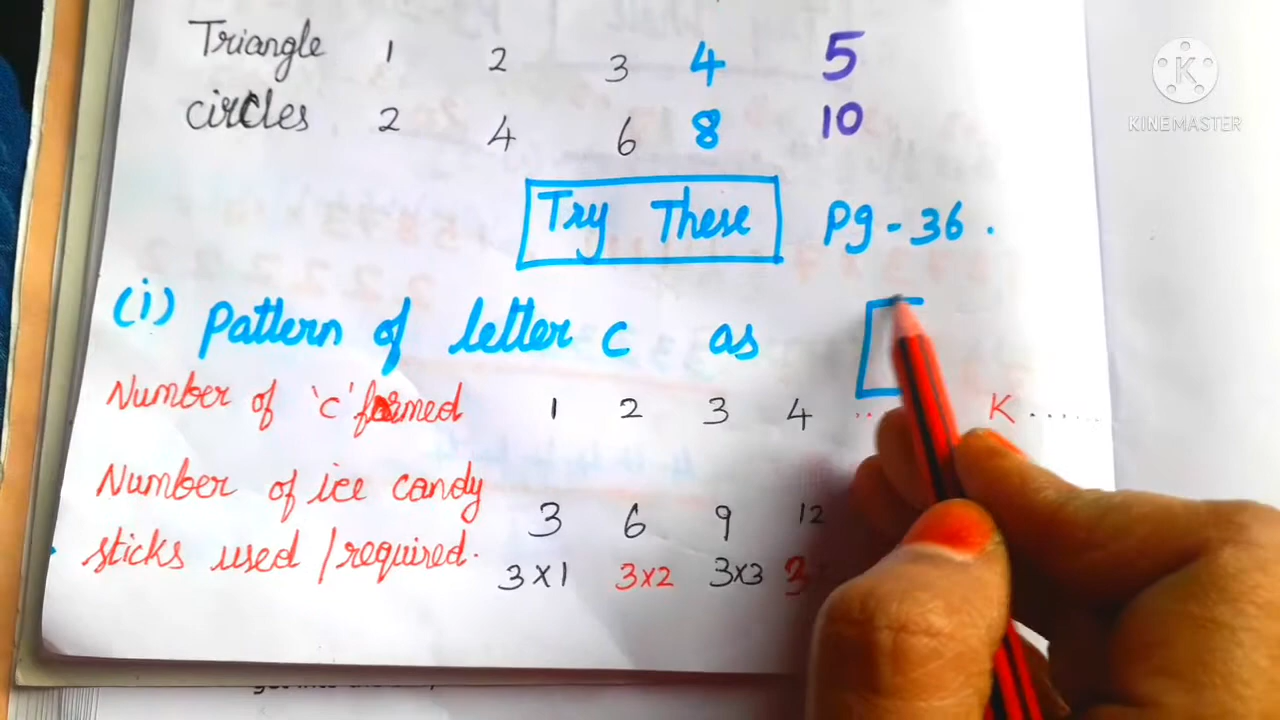 Triangle 1 2 3 4 5
circles 2 4 6 8 10
KINEMASTER
Try These Pg-36.
(i) Pattern of letter C as
Number of 'c' formed 1 2 3 4 .. K ......
Number of ice candy 3 6 9 12
sticks used / required. 3x1 3x2 3x3 3